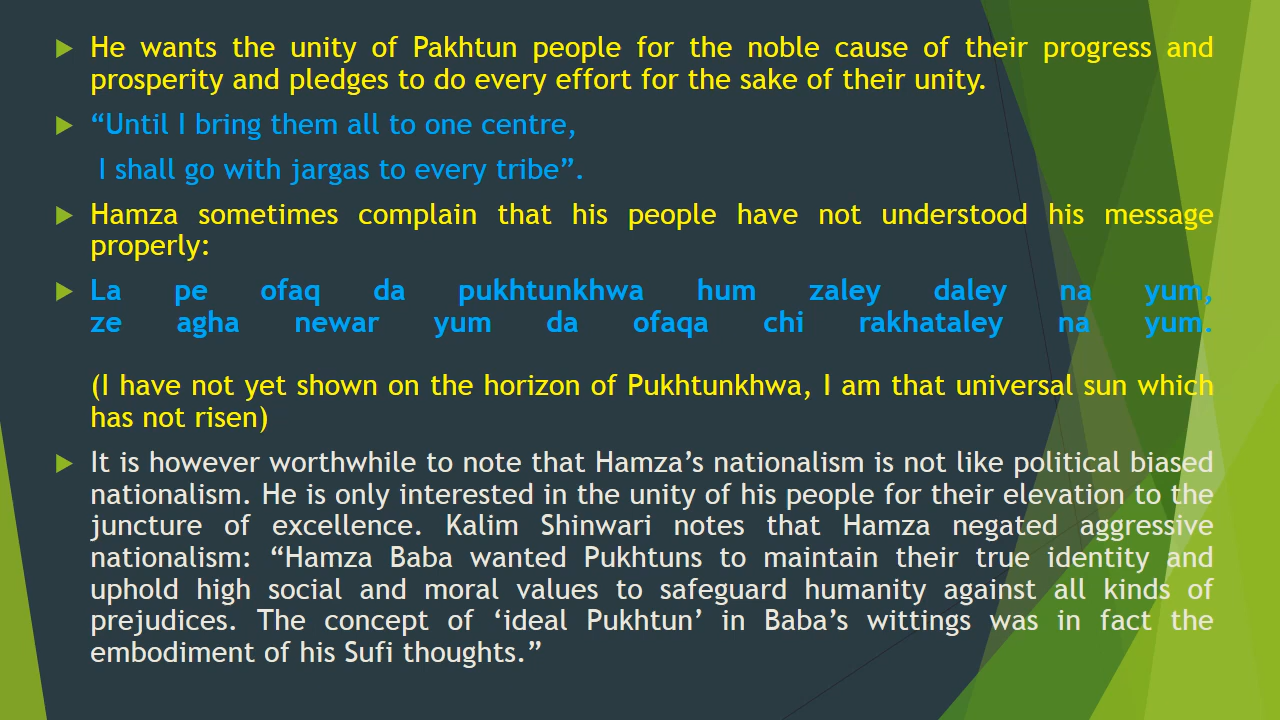 He wants the unity of Pakhtun people for the noble cause of their progress and
prosperity and pledges to do every effort for the sake of their unity.
“Until I bring them all to one centre,
I shall go with jargas to every tribe”.
Hamza sometimes complain that his people have not understood his message
properly:
La pe ofaq da pukhtunkhwa hum zaley daley na yum,
ze agha newar yum da ofaqa chi rakhataley na yum.
(I have not yet shown on the horizon of Pukhtunkhwa, I am that universal sun which
has not risen)
It is however worthwhile to note that Hamza’s nationalism is not like political biased
nationalism. He is only interested in the unity of his people for their elevation to the
juncture of excellence. Kalim Shinwari notes that Hamza negated aggressive
nationalism: “Hamza Baba wanted Pukhtuns to maintain their true identity and
uphold high social and moral values to safeguard humanity against all kinds of
prejudices. The concept of ‘ideal Pukhtun’ in Baba’s wittings was in fact the
embodiment of his Sufi thoughts.”